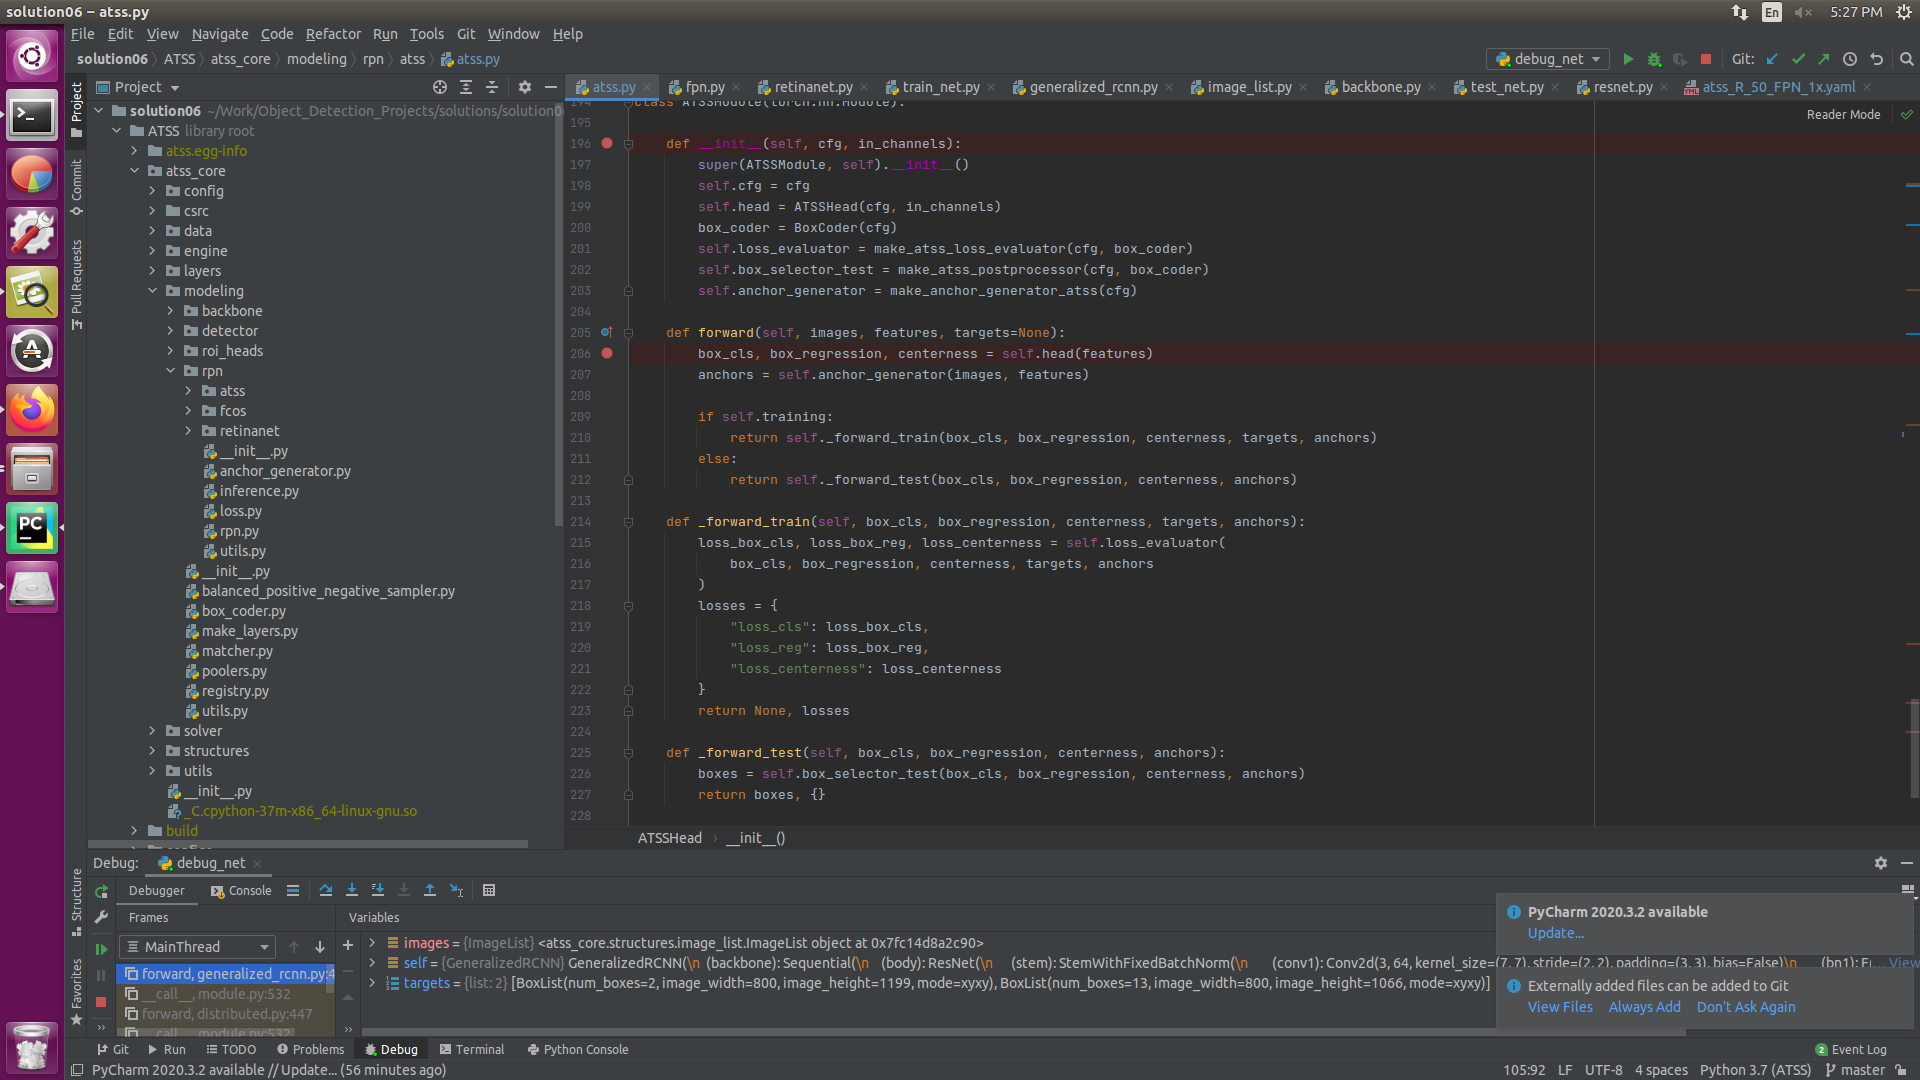 solution06 – atss.py
En
5:27 PM
File Edit View Navigate Code Refactor Run Tools Git Window Help
solution06 ATSS atss_core modeling rpn atss atss.py
debug_net
Git:
Project
atss.py fpn.py retinanet.py train_net.py generalized_rcnn.py image_list.py backbone.py test_net.py resnet.py atss_R_50_FPN_1x.yaml
Reader Mode
Project
Commit
Pull Requests
Structure
Favorites
solution06 ~/Work/Object_Detection_Projects/solutions/solution0
ATSS library root
atss.egg-info
atss_core
config
csrc
data
engine
layers
modeling
backbone
detector
roi_heads
rpn
atss
fcos
retinanet
__init__.py
anchor_generator.py
inference.py
loss.py
rpn.py
utils.py
__init__.py
balanced_positive_negative_sampler.py
box_coder.py
make_layers.py
matcher.py
poolers.py
registry.py
utils.py
solver
structures
utils
__init__.py
_C.cpython-37m-x86_64-linux-gnu.so
build
194 class ATSSModule(torch.nn.Module):
195
196 def __init__(self, cfg, in_channels):
197 super(ATSSModule, self).__init__()
198 self.cfg = cfg
199 self.head = ATSSHead(cfg, in_channels)
200 box_coder = BoxCoder(cfg)
201 self.loss_evaluator = make_atss_loss_evaluator(cfg, box_coder)
202 self.box_selector_test = make_atss_postprocessor(cfg, box_coder)
203 self.anchor_generator = make_anchor_generator_atss(cfg)
204
205 def forward(self, images, features, targets=None):
206 box_cls, box_regression, centerness = self.head(features)
207 anchors = self.anchor_generator(images, features)
208
209 if self.training:
210 return self._forward_train(box_cls, box_regression, centerness, targets, anchors)
211 else:
212 return self._forward_test(box_cls, box_regression, centerness, anchors)
213
214 def _forward_train(self, box_cls, box_regression, centerness, targets, anchors):
215 loss_box_cls, loss_box_reg, loss_centerness = self.loss_evaluator(
216 box_cls, box_regression, centerness, targets, anchors
217 )
218 losses = {
219 "loss_cls": loss_box_cls,
220 "loss_reg": loss_box_reg,
221 "loss_centerness": loss_centerness
222 }
223 return None, losses
224
225 def _forward_test(self, box_cls, box_regression, centerness, anchors):
226 boxes = self.box_selector_test(box_cls, box_regression, centerness, anchors)
227 return boxes, {}
228
ATSSHead › __init__()
Debug: debug_net
Debugger Console
Frames
Variables
MainThread
forward, generalized_rcnn.py:4
__call__, module.py:532
forward, distributed.py:447
__call__, module.py:532
images = {ImageList} <atss_core.structures.image_list.ImageList object at 0x7fc14d8a2c90>
self = {GeneralizedRCNN} GeneralizedRCNN(\n (backbone): Sequential(\n (body): ResNet(\n (stem): StemWithFixedBatchNorm(\n (conv1): Conv2d(3, 64, kernel_size=(7, 7), stride=(2, 2), padding=(3, 3), bias=False)\n (bn1): F... View
targets = {list: 2} [BoxList(num_boxes=2, image_width=800, image_height=1199, mode=xyxy), BoxList(num_boxes=13, image_width=800, image_height=1066, mode=xyxy)]
PyCharm 2020.3.2 available
Update...
Externally added files can be added to Git
View Files Always Add Don't Ask Again
Git Run TODO Problems Debug Terminal Python Console
2 Event Log
PyCharm 2020.3.2 available // Update... (56 minutes ago)
105:92 LF UTF-8 4 spaces Python 3.7 (ATSS) master